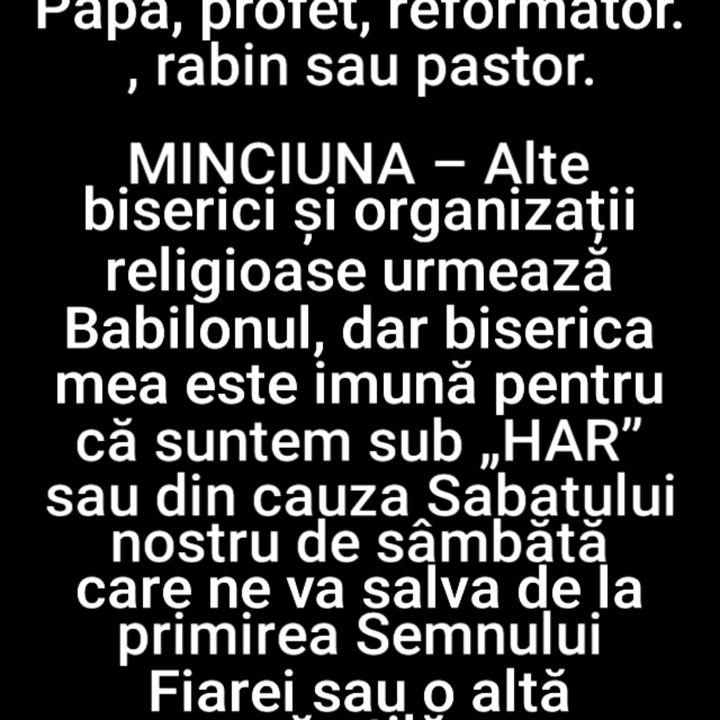 Papa, profet, reformator.
, rabin sau pastor.
MINCIUNA – Alte
biserici și organizații
religioase urmează
Babilonul, dar biserica
mea este imună pentru
că suntem sub „HAR”
sau din cauza Sabatului
nostru de sâmbătă
care ne va salva de la
primirea Semnului
Fiarei sau o altă